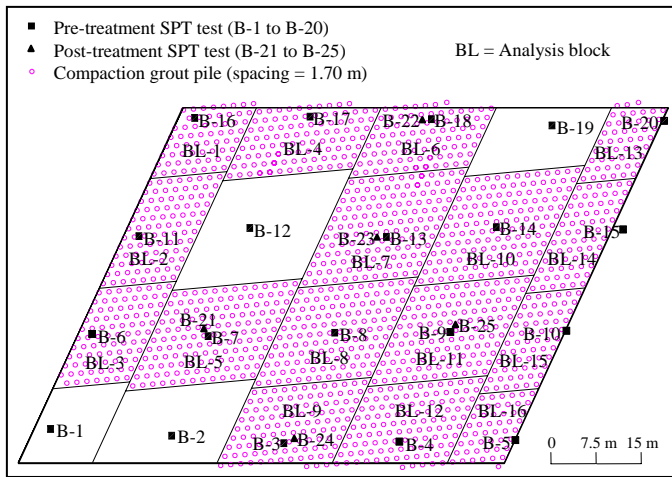 Pre-treatment SPT test (B-1 to B-20)
Post-treatment SPT test (B-21 to B-25)
BL = Analysis block
Compaction grout pile (spacing = 1.70 m)
B-16
B-17
B-22
B-18
B-19
B-20
BL-1
BL-4
BL-6
BL-13
B-11
B-12
B-23
B-13
B-14
B-15
BL-2
BL-7
BL-10
BL-14
B-21
B-6
B-7
B-8
B-9
B-25
B-10
BL-3
BL-5
BL-8
BL-11
BL-15
BL-9
BL-12
BL-16
B-1
B-2
B-3
B-24
B-4
B-5
0 7.5 m 15 m